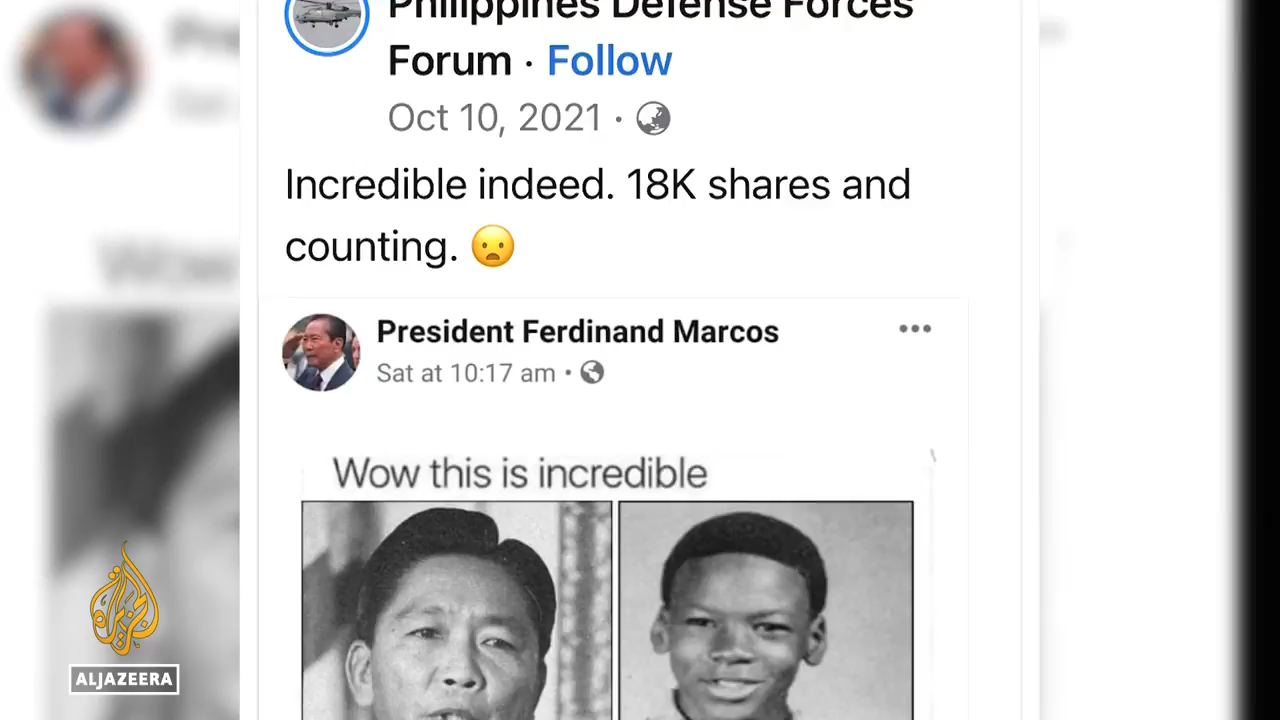 Philippines Defense Forces
Forum · Follow
Oct 10, 2021 ·
Incredible indeed. 18K shares and
counting. 😦
President Ferdinand Marcos
Sat at 10:17 am ·
Wow this is incredible
Wow
ALJAZEERA